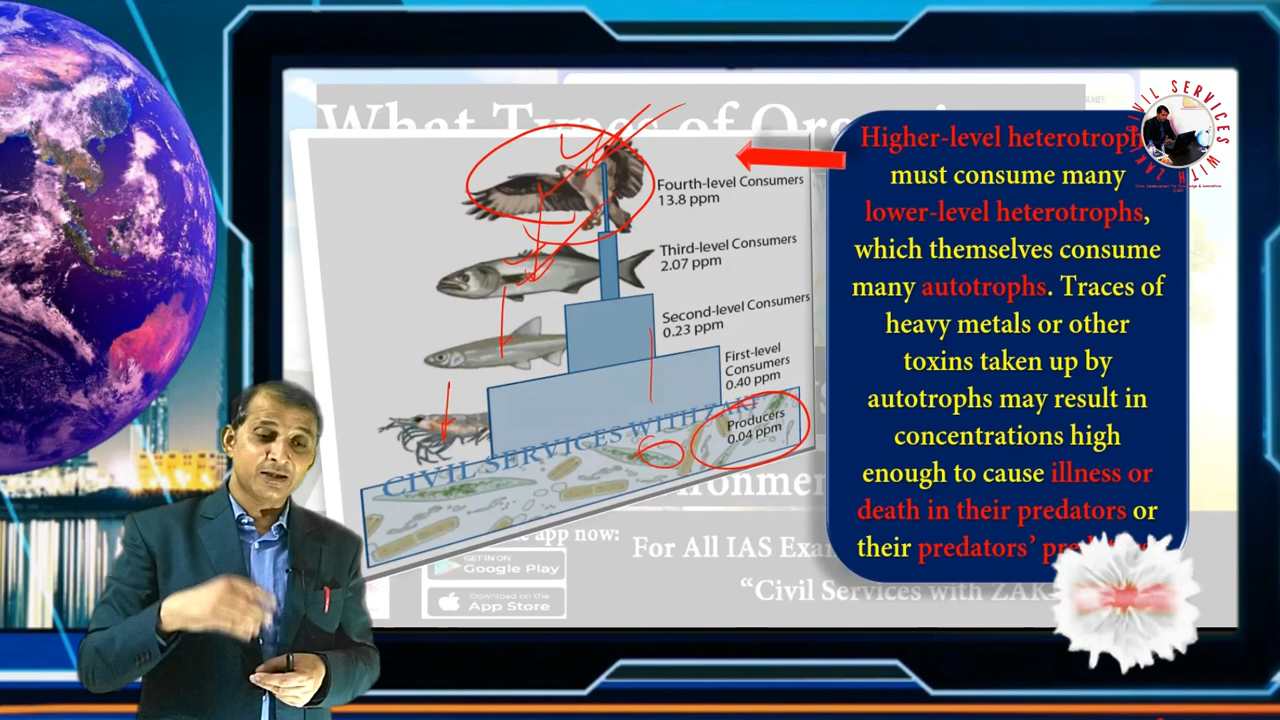 What Types of
CIVIL SERVICES WITH ZAKI
Fourth-level Consumers
13.8 ppm
Third-level Consumers
2.07 ppm
Second-level Consumers
0.23 ppm
First-level
Consumers
0.40 ppm
Producers
0.04 ppm
CIVIL SERVICES WITH ZAKI
app now:
GET IN ON
Google Play
Download on the
App Store
For All IAS
“Civil Services with
Higher-level
must consume many
lower-level heterotrophs,
which themselves consume
many autotrophs. Traces of
heavy metals or other
toxins taken up by
autotrophs may result in
concentrations high
enough to cause illness or
death in their predators or
their predators’